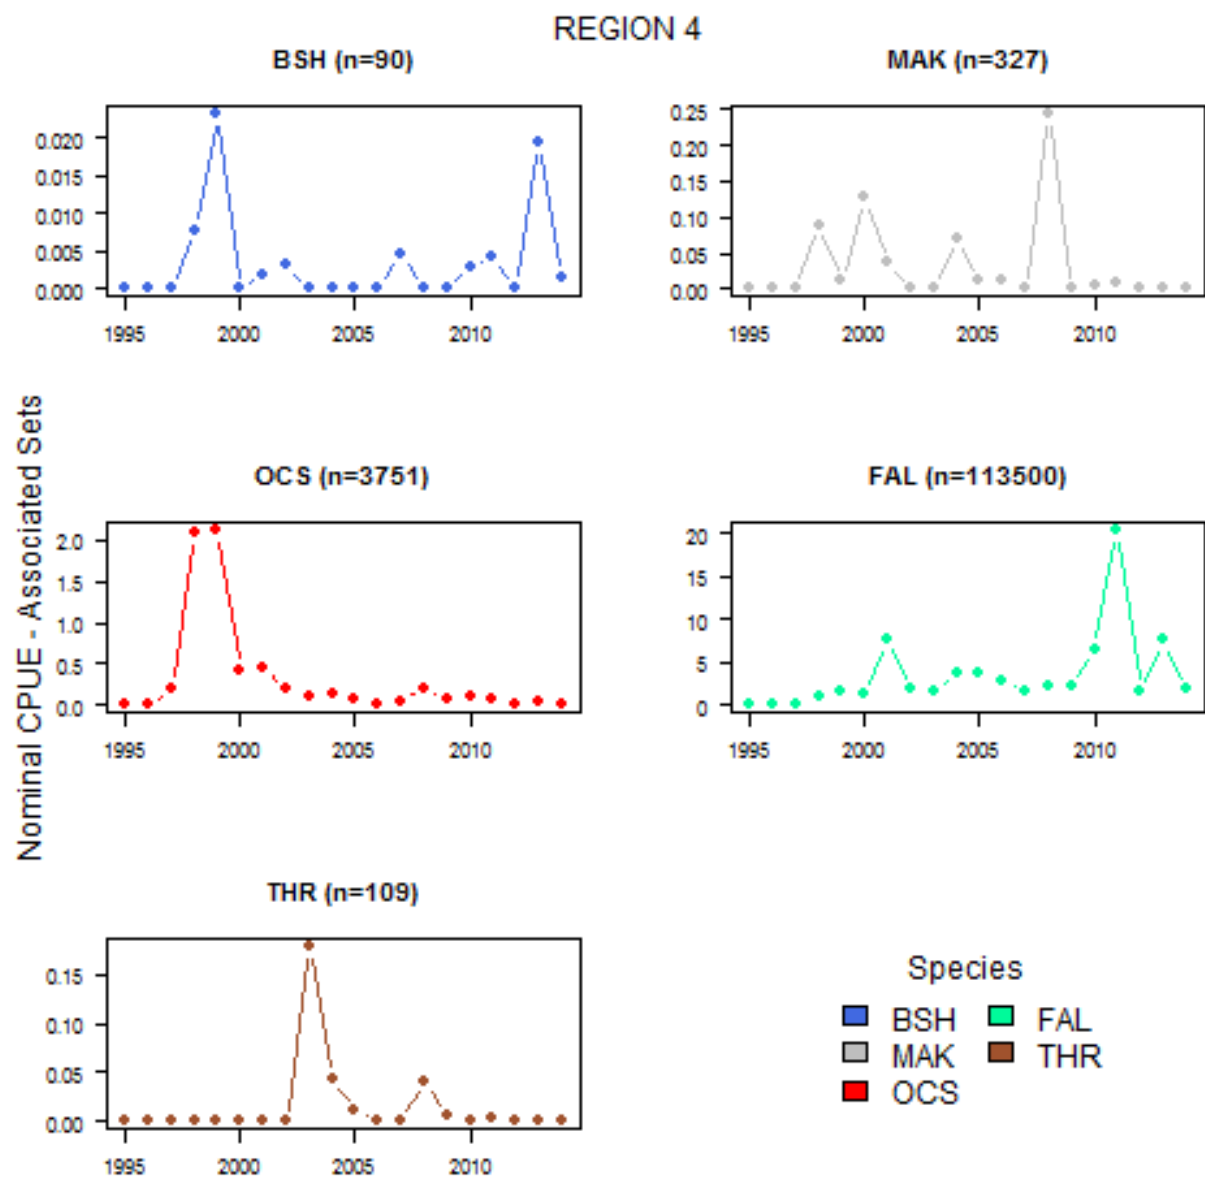 REGION 4
BSH (n=90)
0.020
0.015
0.010
0.005
0.000
1995 2000 2005 2010
MAK (n=327)
0.25
0.20
0.15
0.10
0.05
0.00
1995 2000 2005 2010
Nominal CPUE - Associated Sets
OCS (n=3751)
2.0
1.5
1.0
0.5
0.0
1995 2000 2005 2010
FAL (n=113500)
20
15
10
5
0
1995 2000 2005 2010
THR (n=109)
0.15
0.10
0.05
0.00
1995 2000 2005 2010
Species
BSH FAL
MAK THR
OCS